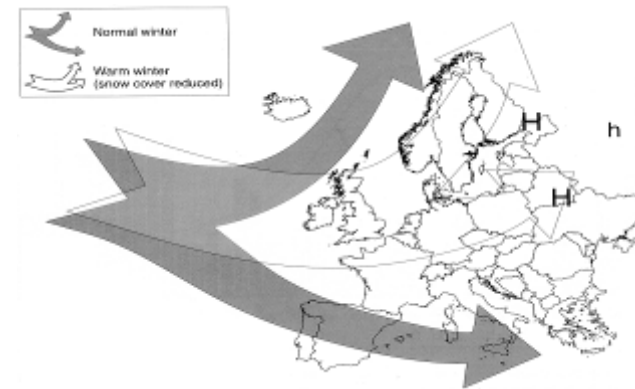 Normal winter
Warm winter
(snow cover reduced)
H
h
H